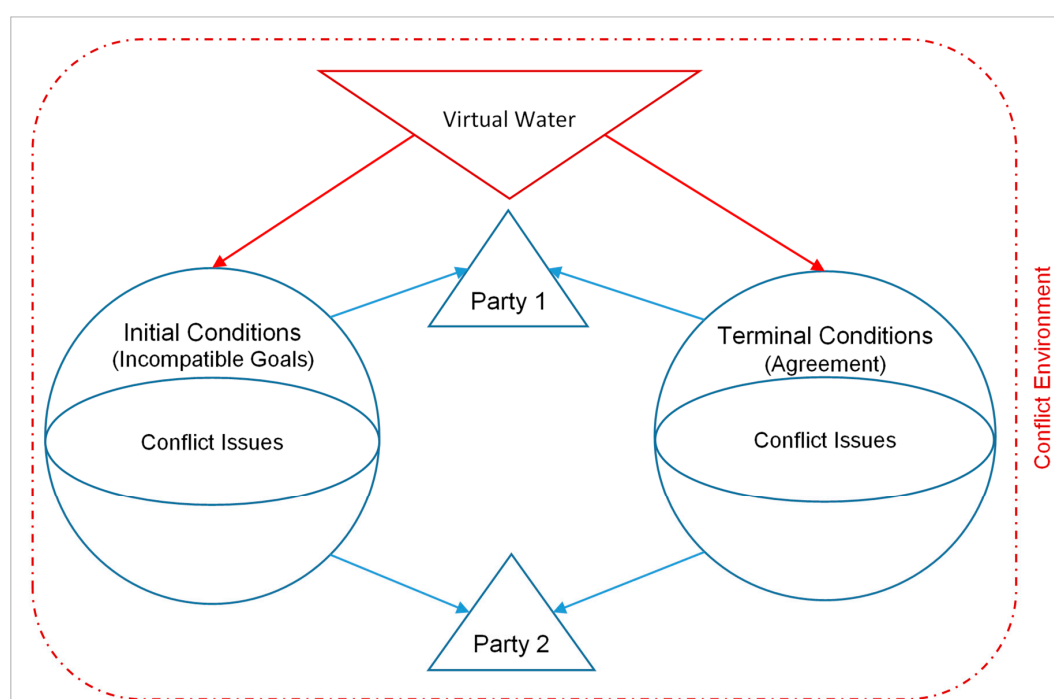 Virtual Water
Party 1
Initial Conditions
(Incompatible Goals)
Conflict Issues
Terminal Conditions
(Agreement)
Conflict Issues
Party 2
Conflict Environment